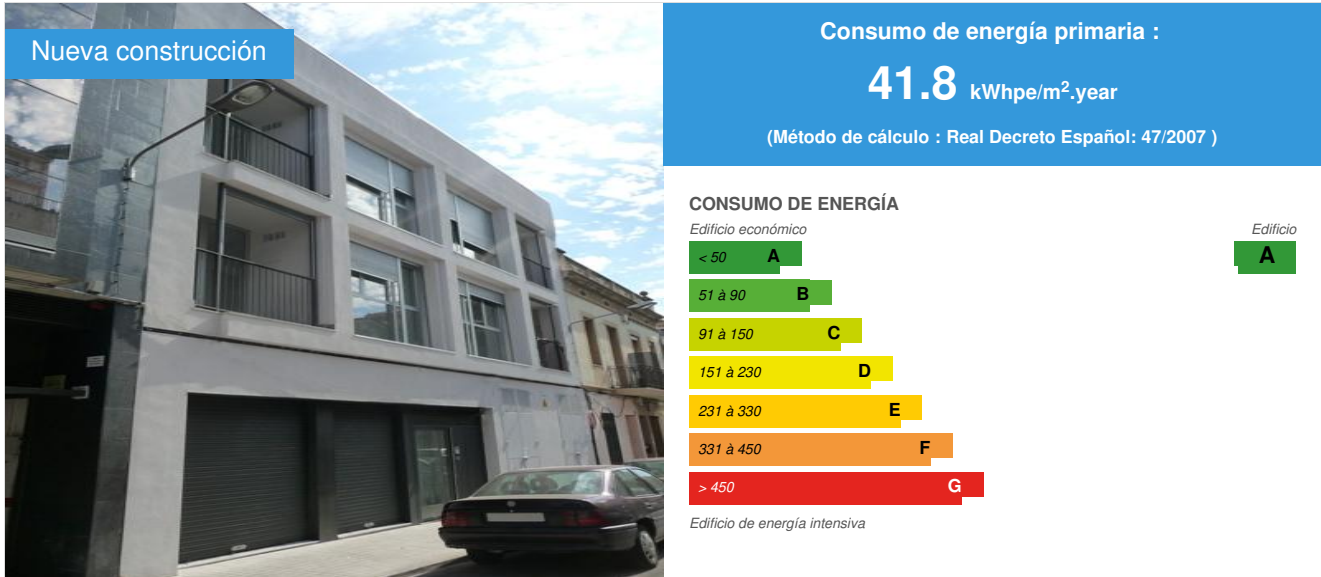 Nueva construcción
Consumo de energía primaria :
41.8 kWhpe/m².year
(Método de cálculo : Real Decreto Español: 47/2007 )
CONSUMO DE ENERGÍA
Edificio económico
Edificio
< 50 A
A
51 à 90 B
91 à 150 C
151 à 230 D
231 à 330 E
331 à 450 F
> 450 G
Edificio de energía intensiva